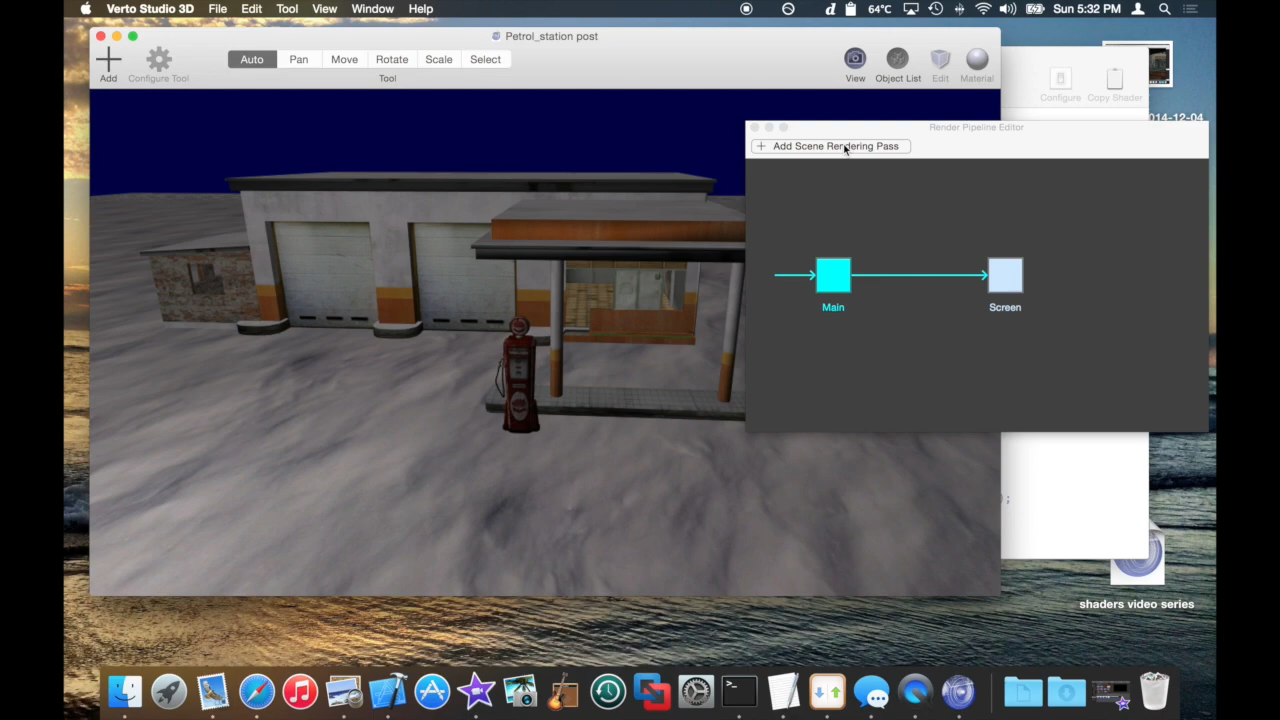 Verto Studio 3D File Edit Tool View Window Help
64°C Sun 5:32 PM
Petrol_station post
Auto Pan Move Rotate Scale Select
Add Configure Tool Tool View Object List Edit Material
Configure Copy Shader
014-12-04
Render Pipeline Editor
Add Scene Rendering Pass
Main Screen
);
shaders video series